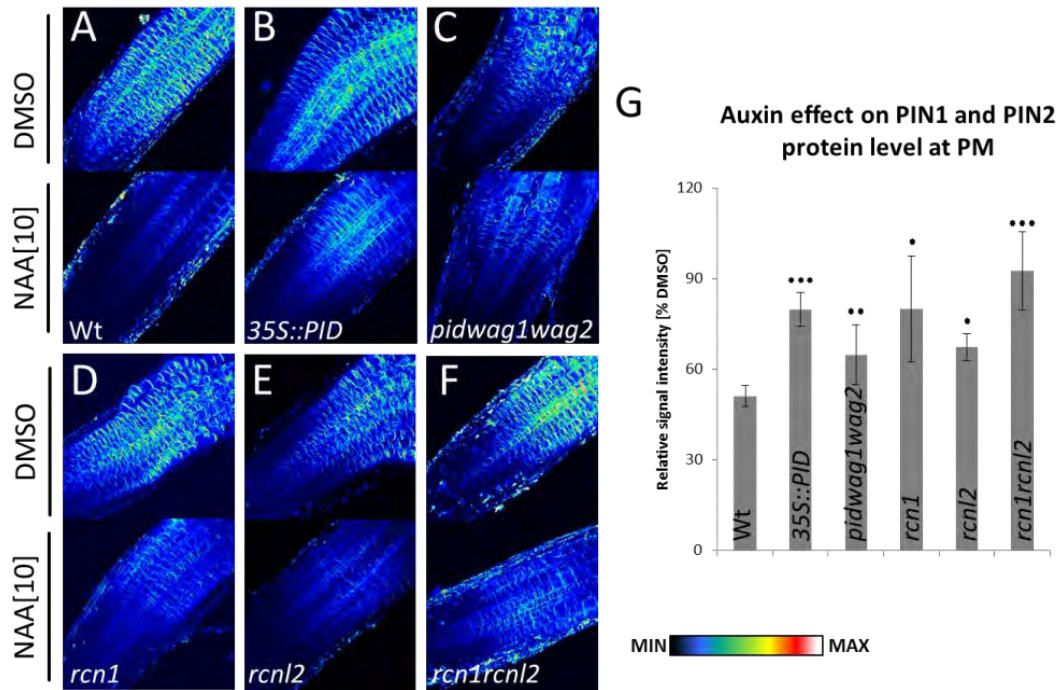 A
B
C
DMSO
NAA[10]
Wt
35S::PID
pidwag1wag2
D
E
F
DMSO
NAA[10]
rcn1
rcnl2
rcn1rcnl2
G
Auxin effect on PIN1 and PIN2
protein level at PM
Relative signal intensity [% DMSO]
120
90
60
30
0
Wt
35S::PID
pidwag1wag2
rcn1
rcnl2
rcn1rcnl2
MIN
MAX